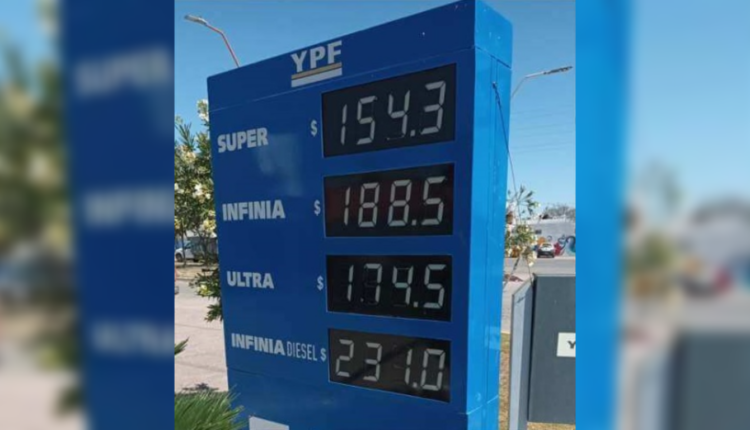 YPF
SUPER $ 154.3
INFINIA $ 188.5
ULTRA $ 174.5
INFINIA DIESEL $ 231.0
Y